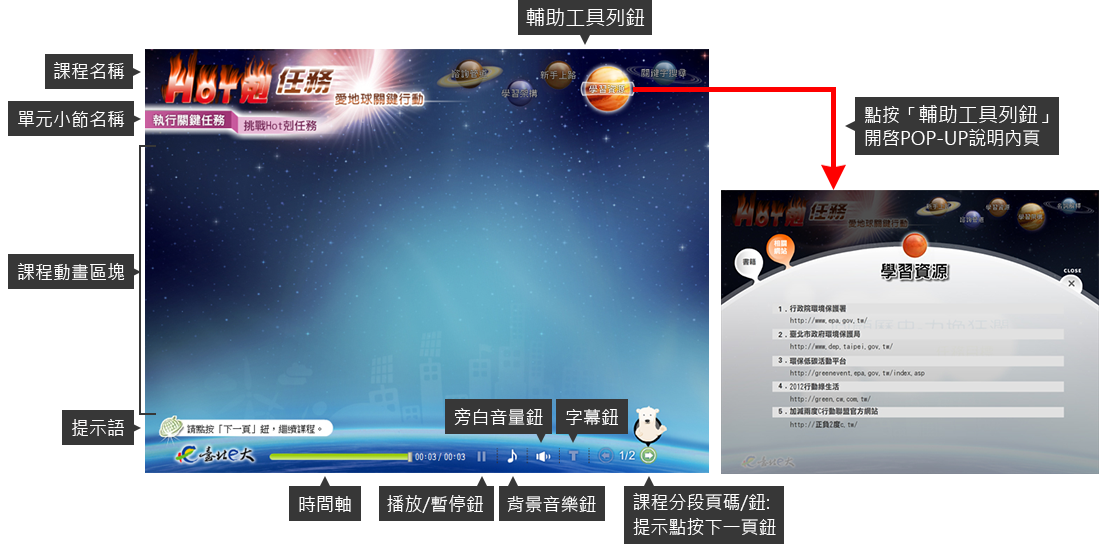 輔助工具列鈕
課程名稱
HOT剋 任務
愛地球關鍵行動
新手上路
關鍵字搜尋
學習架構
學習資源
單元小節名稱
執行關鍵任務
挑戰Hot剋任務
點按「輔助工具列鈕」
開啓POP-UP說明內頁
課程動畫區塊
HOT剋 任務
愛地球關鍵行動
書籍
相關
網站
學習資源
CLOSE
1．行政院環境保護署
http://www.epa.gov.tw/
2．臺北市政府環境保護局
http://www.dep.taipei.gov.tw/
3．環保低碳活動平台
http://greenevent.epa.gov.tw/index.asp
4．2012行動綠生活
http://green.cw.com.tw/
5．加減兩度C行動聯盟官方網站
http://正負2度c.tw/
臺北e大
提示語
請點按「下一頁」鈕，繼續課程。
旁白音量鈕
字幕鈕
臺北e大
00:03 / 00:03
T
1/2
時間軸
播放/暫停鈕
背景音樂鈕
課程分段頁碼/鈕:
提示點按下一頁鈕